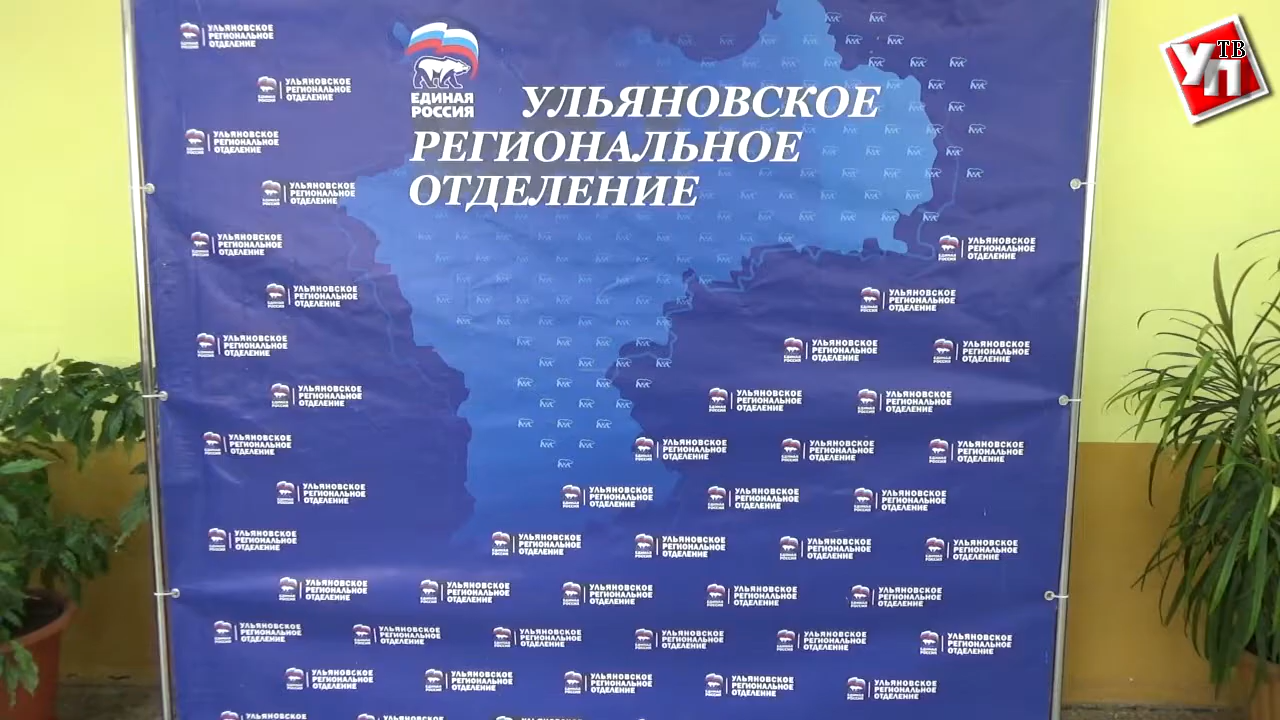 УЛЬЯНОВСКОЕ
РЕГИОНАЛЬНОЕ
ОТДЕЛЕНИЕ
ЕДИНАЯ
РОССИЯ
УЛЬЯНОВСКОЕ
РЕГИОНАЛЬНОЕ
ОТДЕЛЕНИЕ
УП
ТВ